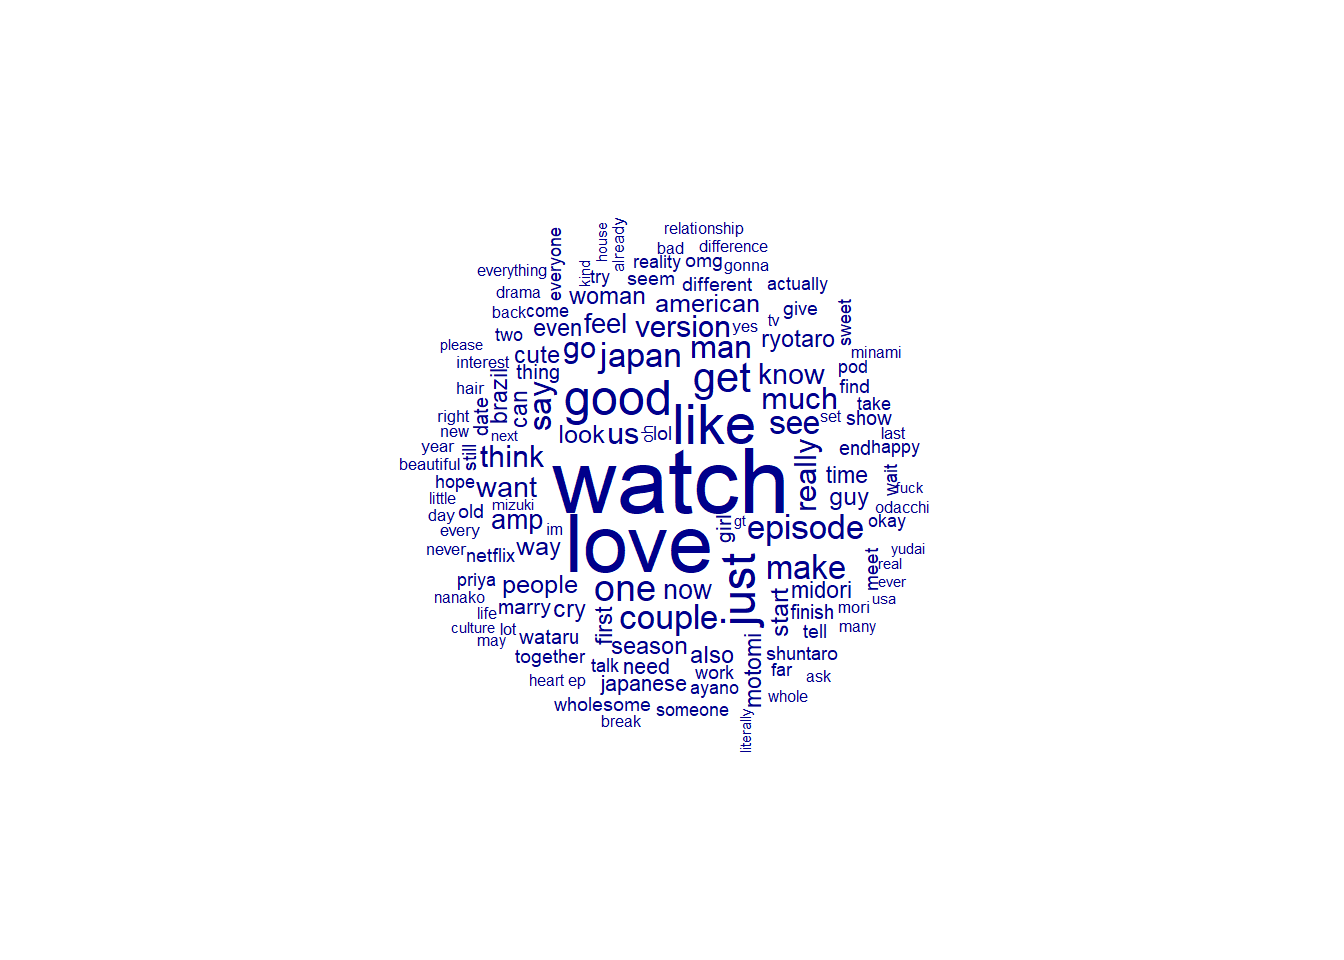 relationship
house
already
everyone
bad
difference
kind
reality
omg
gonna
everything
try
seem
different
actually
drama
woman
american
back
come
give
sweet
tv
two
even
feel
version
yes
ryotaro
please
cute
go
japan
man
minami
interest
thing
get
know
pod
hair
brazil
say
good
much
find
date
can
like
see
set
show
take
right
new
next
look
us
oh
lol
last
year
still
think
watch
really
end
happy
beautiful
hope
want
time
wait
fuck
little
mizuki
guy
day
old
amp
im
love
girl
gt
episode
odacchi
okay
every
never
netflix
way
just
make
meet
yudai
real
priya
people
one
now
midori
ever
nanako
usa
life
marry
cry
first
couple
start
finish
mori
culture
lot
tell
many
may
wataru
season
also
motomi
shuntaro
together
talk
need
work
far
ask
heart
ep
japanese
ayano
whole
wholesome
someone
break
literally